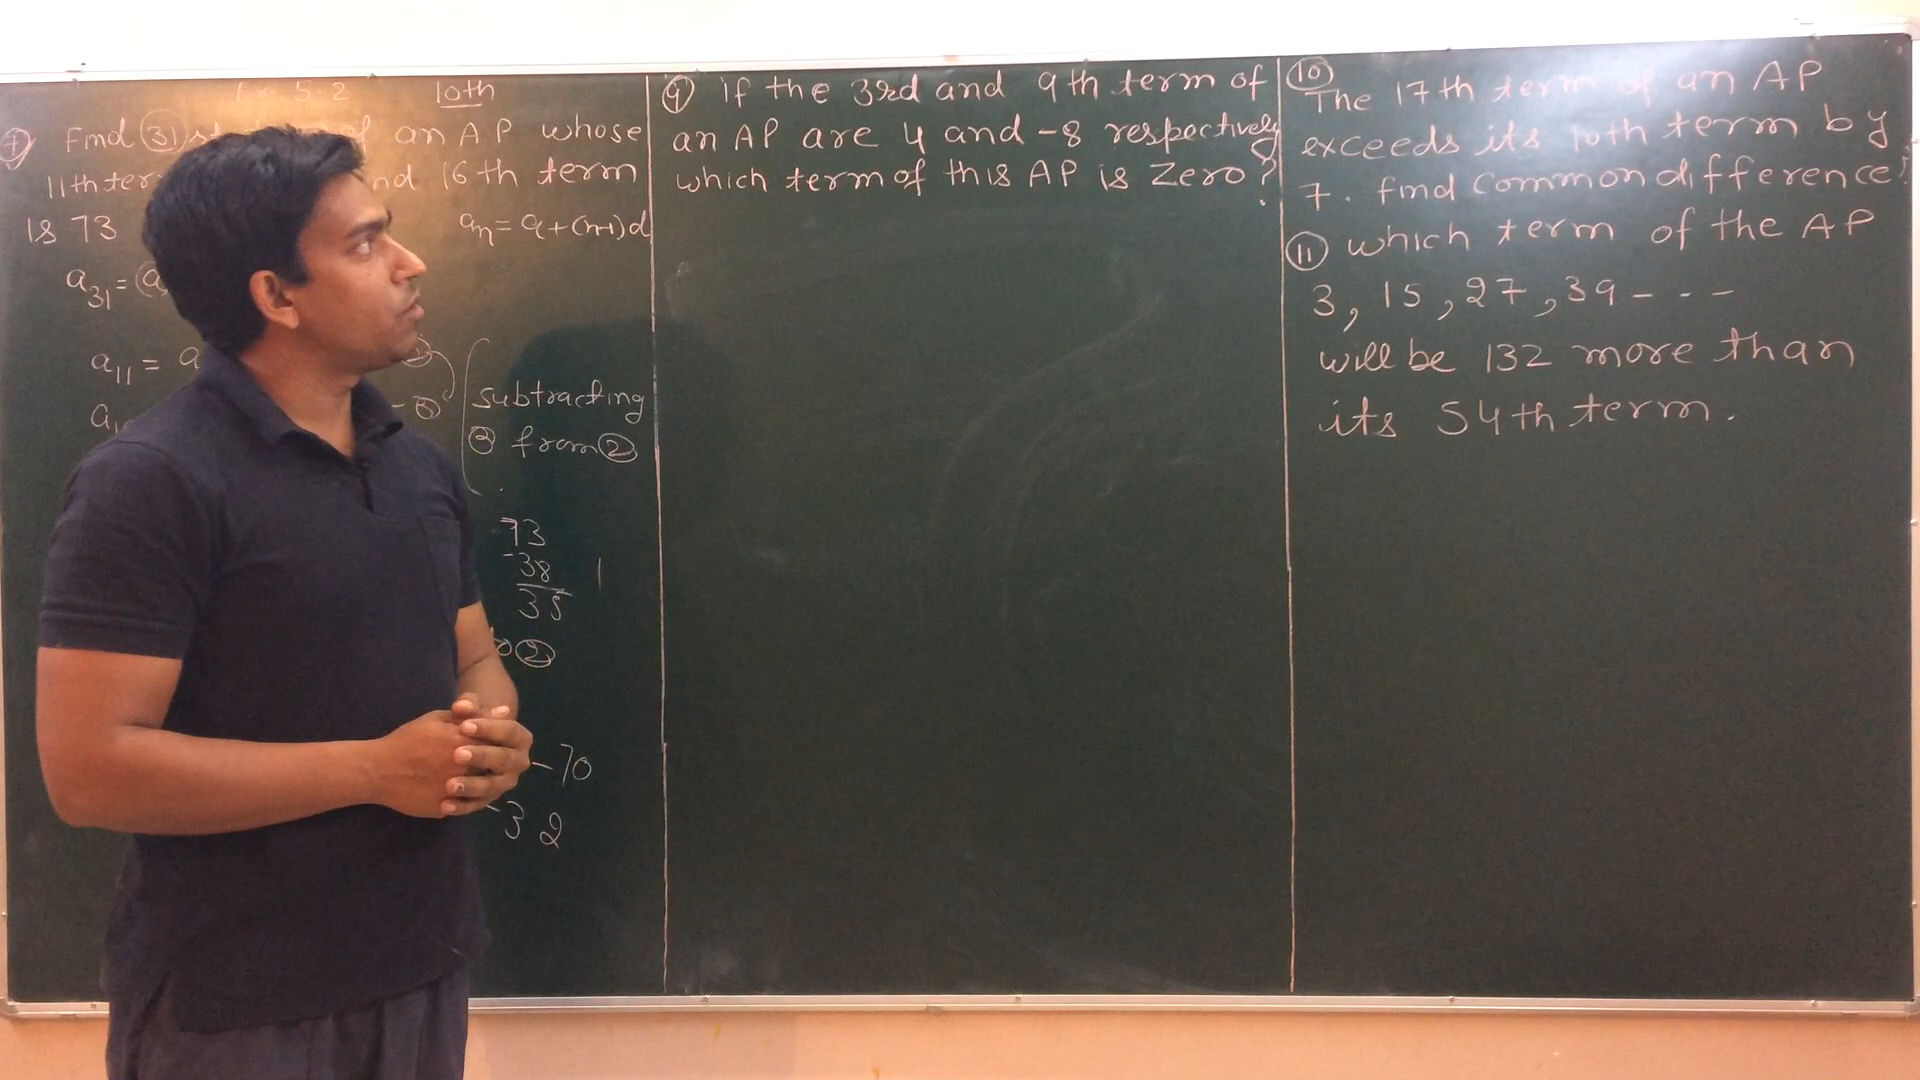 5.2 10th
7 Find 31st of an AP whose
11th ter nd 16th term
is 73 an = a+(n-1)d
a31 = a
a11 = a
subtracting
from 2
73
-38
35
2
-70
-32
9 if the 3rd and 9th term of
an AP are 4 and -8 respectively
which term of this AP is zero?
10 The 17th term of an AP
exceeds its 10th term by
7. find common difference?
11 which term of the AP
3, 15, 27, 39 - - -
will be 132 more than
its 54th term.